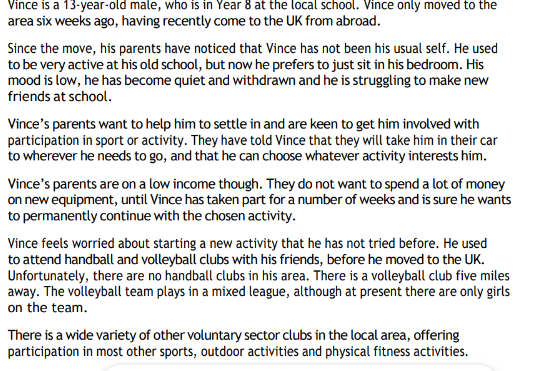 Vince is a 13-year-old male, who is in Year 8 at the local school. Vince only moved to the
area six weeks ago, having recently come to the UK from abroad.
Since the move, his parents have noticed that Vince has not been his usual self. He used
to be very active at his old school, but now he prefers to just sit in his bedroom. His
mood is low, he has become quiet and withdrawn and he is struggling to make new
friends at school.
Vince’s parents want to help him to settle in and are keen to get him involved with
participation in sport or activity. They have told Vince that they will take him in their car
to wherever he needs to go, and that he can choose whatever activity interests him.
Vince’s parents are on a low income though. They do not want to spend a lot of money
on new equipment, until Vince has taken part for a number of weeks and is sure he wants
to permanently continue with the chosen activity.
Vince feels worried about starting a new activity that he has not tried before. He used
to attend handball and volleyball clubs with his friends, before he moved to the UK.
Unfortunately, there are no handball clubs in his area. There is a volleyball club five miles
away. The volleyball team plays in a mixed league, although at present there are only girls
on the team.
There is a wide variety of other voluntary sector clubs in the local area, offering
participation in most other sports, outdoor activities and physical fitness activities.